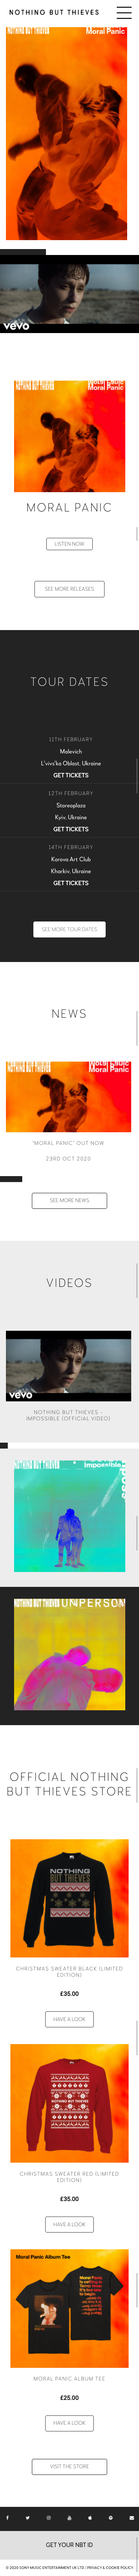 NOTHING BUT THIEVES
NOTHING BUT THIEVES
Moral Panic
vevo
NOTHING BUT THIEVES
Moral Panic
MORAL PANIC
LISTEN NOW
SEE MORE RELEASES
TOUR DATES
11TH FEBRUARY
Malevich
L'vivs'ka Oblast, Ukraine
GET TICKETS
12TH FEBRUARY
Stereoplaza
Kyiv, Ukraine
GET TICKETS
14TH FEBRUARY
Korova Art Club
Kharkiv, Ukraine
GET TICKETS
SEE MORE TOUR DATES
NEWS
NOTHING BUT THIEVES
Moral Panic
"MORAL PANIC" OUT NOW
23RD OCT 2020
SEE MORE NEWS
VIDEOS
vevo
NOTHING BUT THIEVES -
IMPOSSIBLE (OFFICIAL VIDEO)
NOTHING BUT THIEVES
Impossible
NOTHING BUT THIEVES
UNPERSON
OFFICIAL NOTHING
BUT THIEVES STORE
NOTHING
BUT THIEVES
CHRISTMAS SWEATER BLACK (LIMITED
EDITION)
£35.00
HAVE A LOOK
NOTHING BUT THIEVES
CHRISTMAS SWEATER RED (LIMITED
EDITION)
£35.00
HAVE A LOOK
Moral Panic Album Tee
MORAL PANIC ALBUM TEE
£25.00
HAVE A LOOK
VISIT THE STORE
GET YOUR NBT ID
© 2020 SONY MUSIC ENTERTAINMENT UK LTD / PRIVACY & COOKIE POLICY